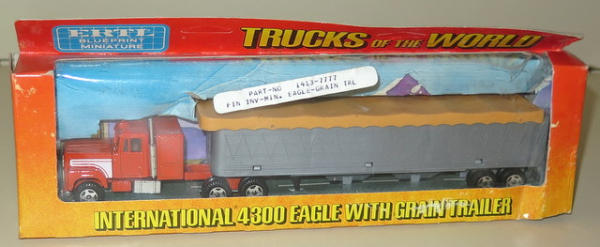 ERTL
BLUEPRINT
MINIATURE
TRUCKS OF THE WORLD
PART-NO 1413-7777
FIN INV-MIN. EAGLE-GRAIN TRL
INTERNATIONAL 4300 EAGLE WITH GRAIN TRAILER